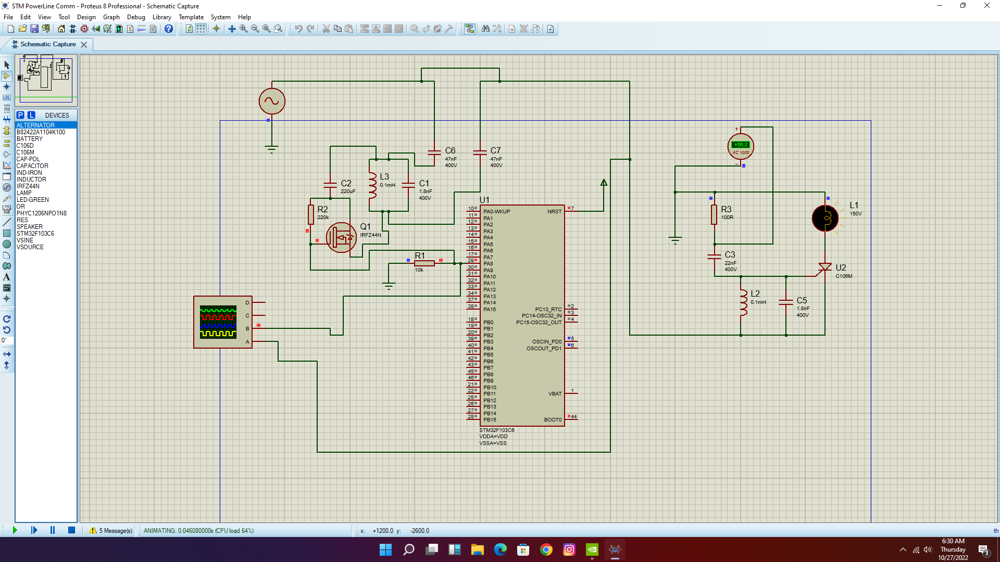 STM PowerLine Comm - Proteus 8 Professional - Schematic Capture
File Edit View Tool Design Graph Debug Library Template System Help
Schematic Capture
P L DEVICES
ALTERNATOR
B82422A1104K100
BATTERY
C106D
C106M
CAP-POL
CAPACITOR
IND-IRON
INDUCTOR
IRFZ44N
LAMP
LED-GREEN
OR
PHYC1206NPO1N8
RES
SPEAKER
STM32F103C6
VSINE
VSOURCE
LBL
A
S
0°
C6
47nF
400V
C7
47nF
400V
C2
220uF
L3
0.1mH
C1
1.8nF
400V
R2
220k
Q1
IRFZ44N
R1
10k
D
C
B
A
U1
10 PA0-WKUP
11 PA1
12 PA2
13 PA3
14 PA4
15 PA5
16 PA6
17 PA7
29 PA8
30 PA9
31 PA10
32 PA11
33 PA12
34 PA13
37 PA14
38 PA15
18 PB0
19 PB1
20 PB2
39 PB3
40 PB4
41 PB5
42 PB6
43 PB7
45 PB8
46 PB9
21 PB10
22 PB11
25 PB12
26 PB13
27 PB14
28 PB15
NRST 7
PC13_RTC 2
PC14-OSC32_IN 3
PC15-OSC32_OUT 4
OSCIN_PD0 5
OSCOUT_PD1 6
VBAT 1
BOOT0 44
STM32F103C6
VDDA=VDD
VSSA=VSS
+
+56.2
AC Volts
-
R3
100R
L1
150V
C3
22nF
400V
U2
C106M
L2
0.1mH
C5
1.8nF
400V
5 Message(s) ANIMATING: 0.046080000s (CPU load 64%) x: +1200.0 y: -2600.0 th
6:30 AM
Thursday
10/27/2022
3